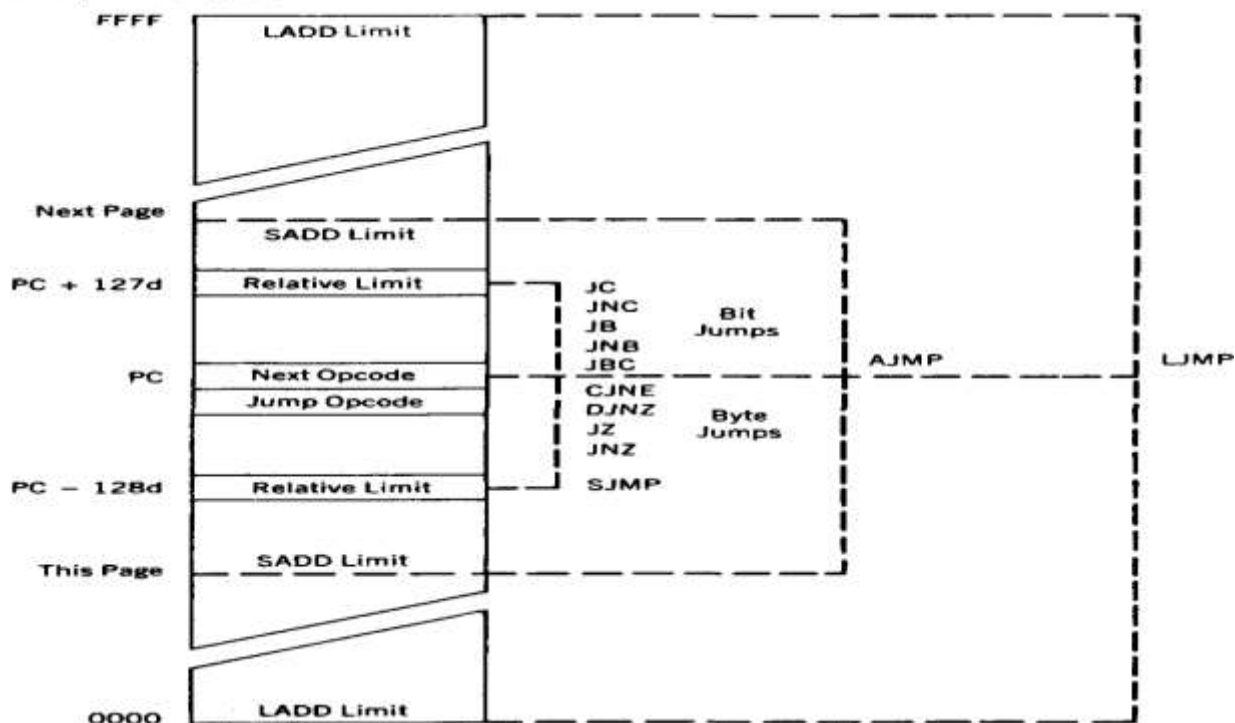 FFFF
LADD Limit
Next Page
SADD Limit
PC + 127d
Relative Limit
JC
JNC
JB
JNB
JBC
Bit
Jumps
PC
Next Opcode
AJMP
LJMP
Jump Opcode
CJNE
DJNZ
JZ
JNZ
Byte
Jumps
PC − 128d
Relative Limit
SJMP
SADD Limit
This Page
0000
LADD Limit